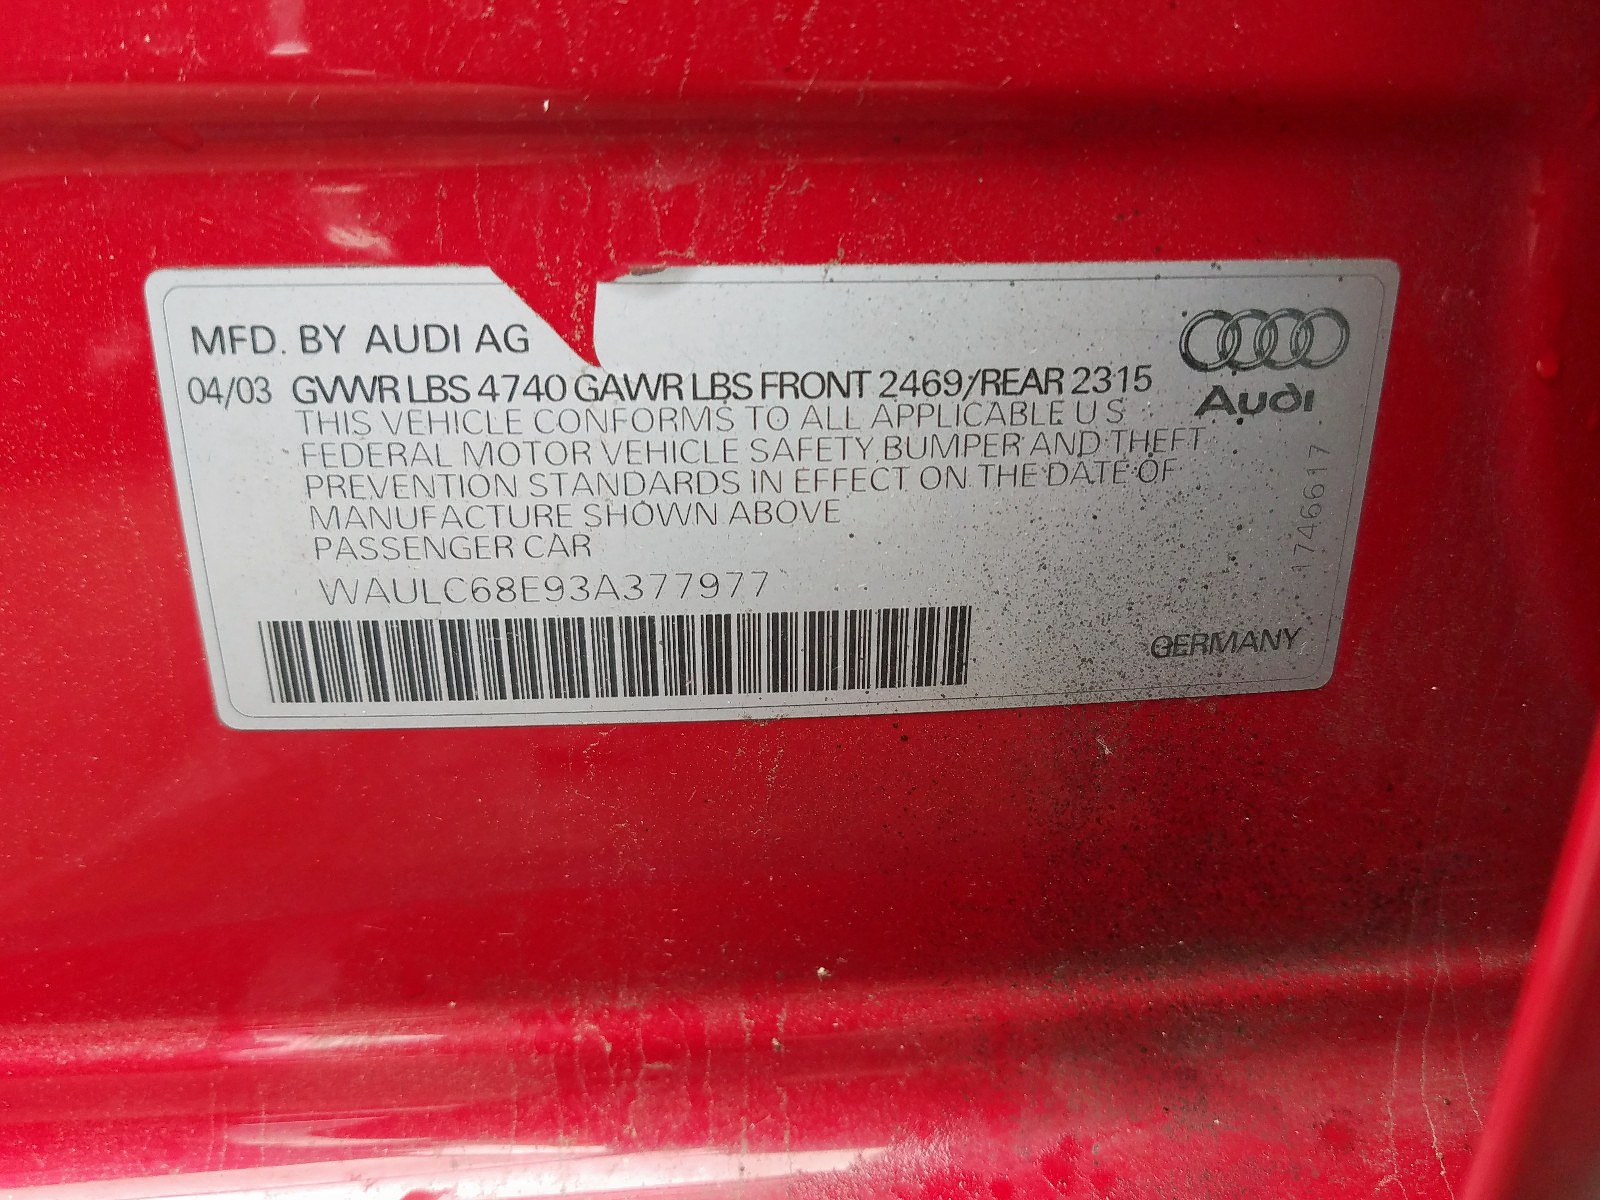 MFD. BY AUDI AG
04/03 GVWR LBS 4740 GAWR LBS FRONT 2469/REAR 2315
THIS VEHICLE CONFORMS TO ALL APPLICABLE U S
FEDERAL MOTOR VEHICLE SAFETY BUMPER AND THEFT
PREVENTION STANDARDS IN EFFECT ON THE DATE OF
MANUFACTURE SHOWN ABOVE
PASSENGER CAR
WAULC68E93A377977
Audi
1746617
GERMANY